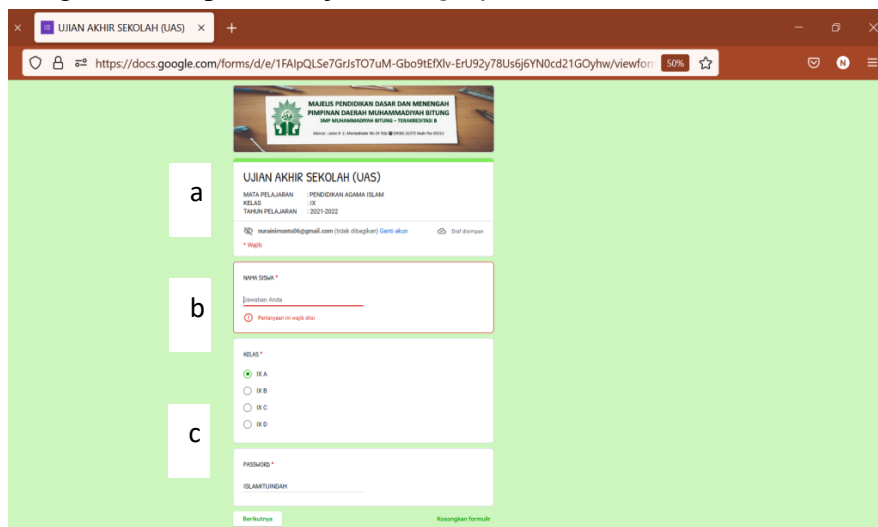 UJIAN AKHIR SEKOLAH (UAS)
https://docs.google.com/forms/d/e/1FAIpQLSe7GrJsTO7uM-Gbo9tEfXlv-ErU92y78Us6j6YN0cd21GOyhw/viewform 50%
N
MAJELIS PENDIDIKAN DASAR DAN MENENGAH
PIMPINAN DAERAH MUHAMMADIYAH BITUNG
SMP MUHAMMADIYAH BITUNG - TERAKREDITASI B
a
UJIAN AKHIR SEKOLAH (UAS)
MATA PELAJARAN : PENDIDIKAN AGAMA ISLAM
KELAS : IX
TAHUN PELAJARAN : 2021-2022
(tidak dibagikan) Ganti akun Draf disimpan
* Wajib
b
NAMA SISWA *
Jawaban Anda
Pertanyaan ini wajib diisi
KELAS *
IX A
IX B
IX C
IX D
c
PASSWORD *
ISLAMITUINDAH
Berikutnya Kosongkan formulir